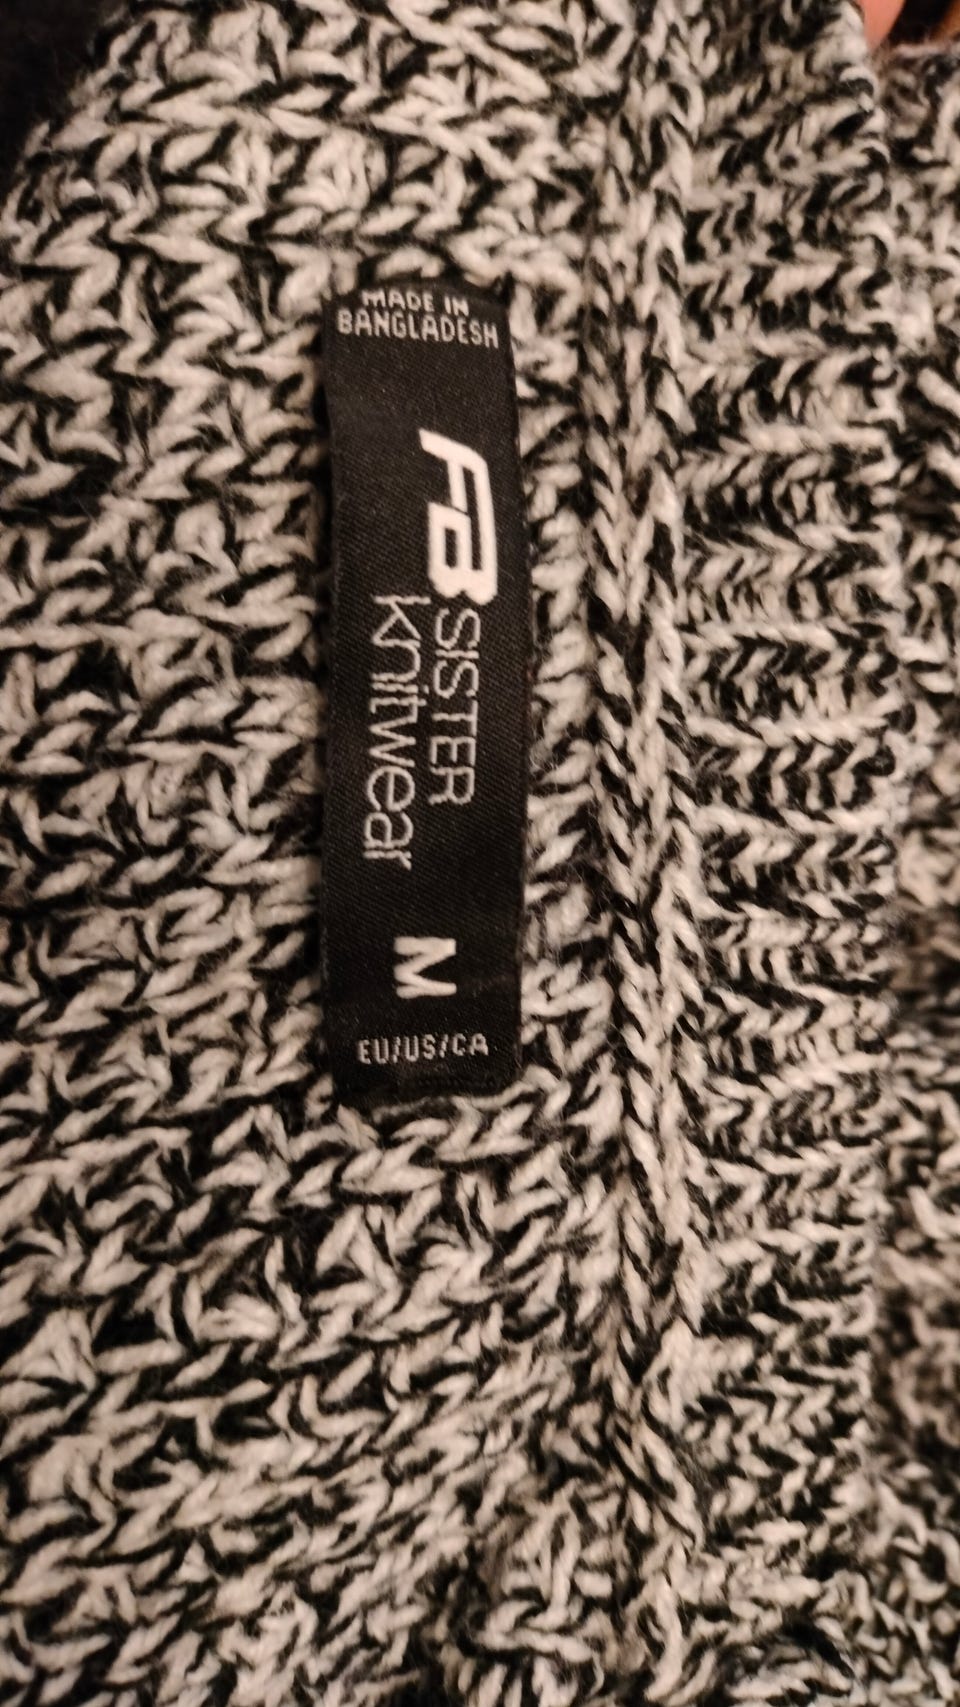 MADE IN
BANGLADESH
FB SISTER
knitwear
M
EU/US/CA